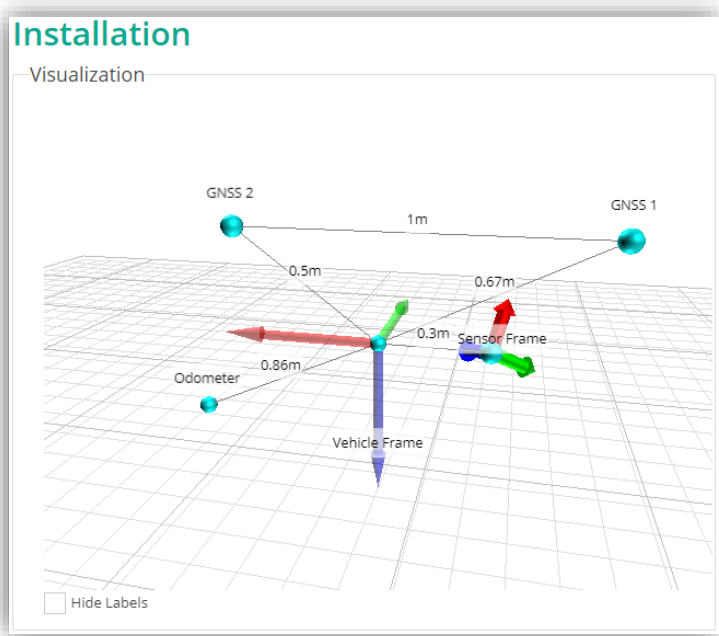 Installation
Visualization
GNSS 2
GNSS 1
1m
0.5m
0.67m
0.3m
Sensor Frame
0.86m
Odometer
Vehicle Frame
Hide Labels